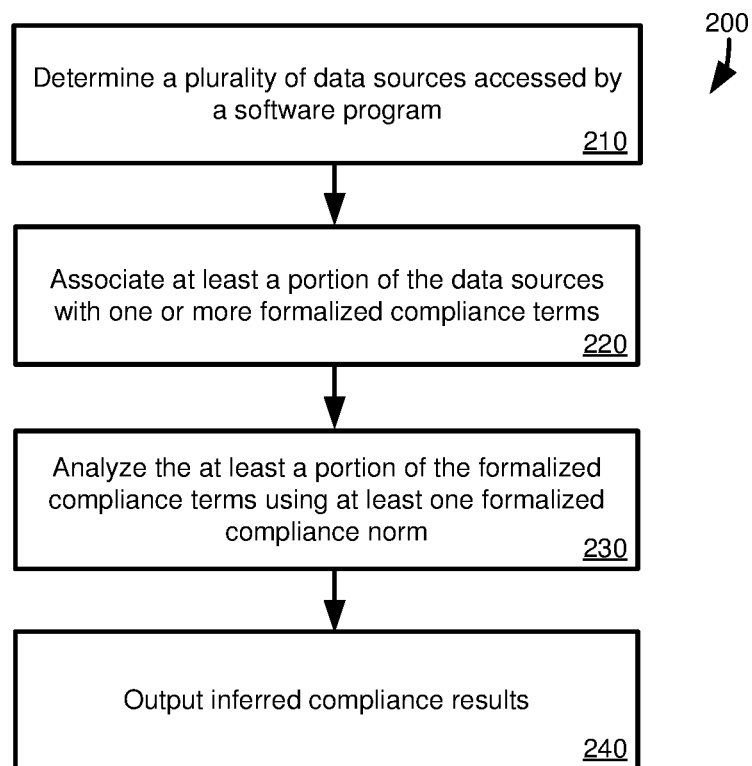 200
Determine a plurality of data sources accessed by
a software program
210
Associate at least a portion of the data sources
with one or more formalized compliance terms
220
Analyze the at least a portion of the formalized
compliance terms using at least one formalized
compliance norm
230
Output inferred compliance results
240